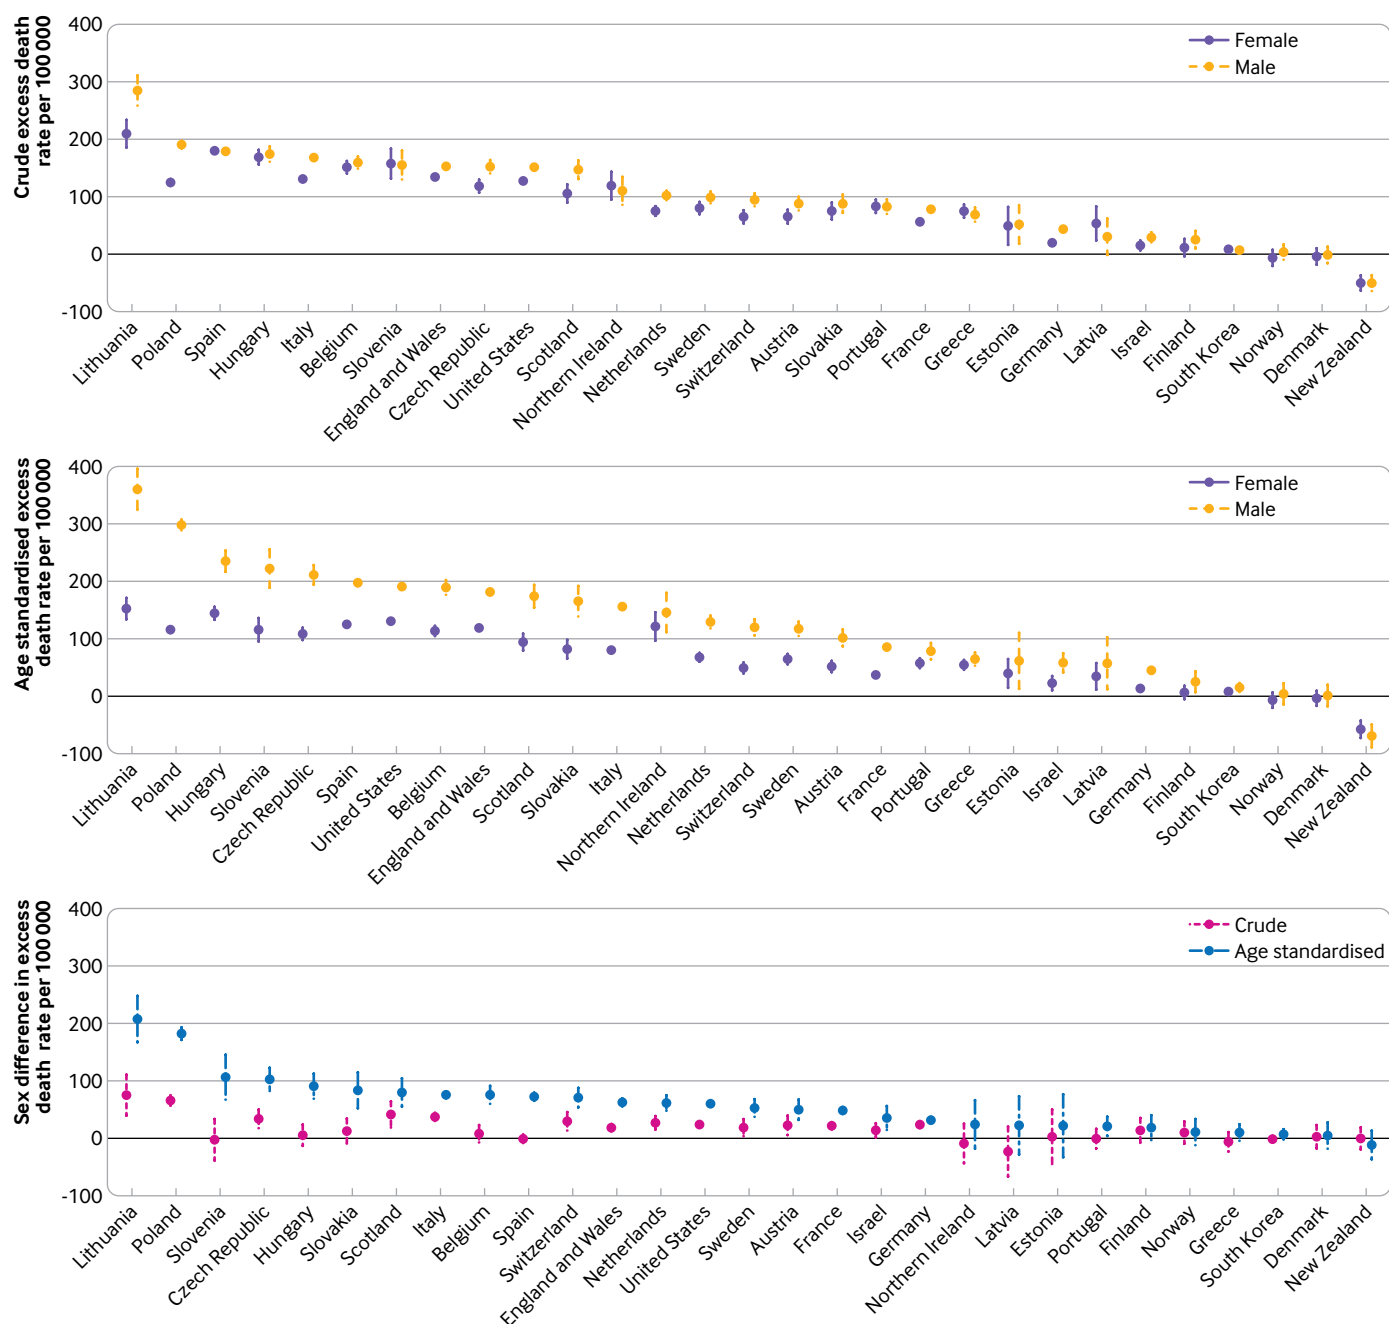 Crude excess death
rate per 100 000
400
300
200
100
0
-100
Female
Male
Lithuania
Poland
Spain
Hungary
Italy
Belgium
Slovenia
England and Wales
Czech Republic
United States
Scotland
Northern Ireland
Netherlands
Sweden
Switzerland
Austria
Slovakia
Portugal
France
Greece
Estonia
Germany
Latvia
Israel
Finland
South Korea
Norway
Denmark
New Zealand
Age standardised excess
death rate per 100 000
400
300
200
100
0
-100
Female
Male
Lithuania
Poland
Hungary
Slovenia
Czech Republic
Spain
United States
Belgium
England and Wales
Scotland
Slovakia
Italy
Northern Ireland
Netherlands
Switzerland
Sweden
Austria
France
Portugal
Greece
Estonia
Israel
Latvia
Germany
Finland
South Korea
Norway
Denmark
New Zealand
Sex difference in excess
death rate per 100 000
400
300
200
100
0
-100
Crude
Age standardised
Lithuania
Poland
Slovenia
Czech Republic
Hungary
Slovakia
Scotland
Italy
Belgium
Spain
Switzerland
England and Wales
Netherlands
United States
Sweden
Austria
France
Israel
Germany
Northern Ireland
Latvia
Estonia
Portugal
Finland
Norway
Greece
South Korea
Denmark
New Zealand